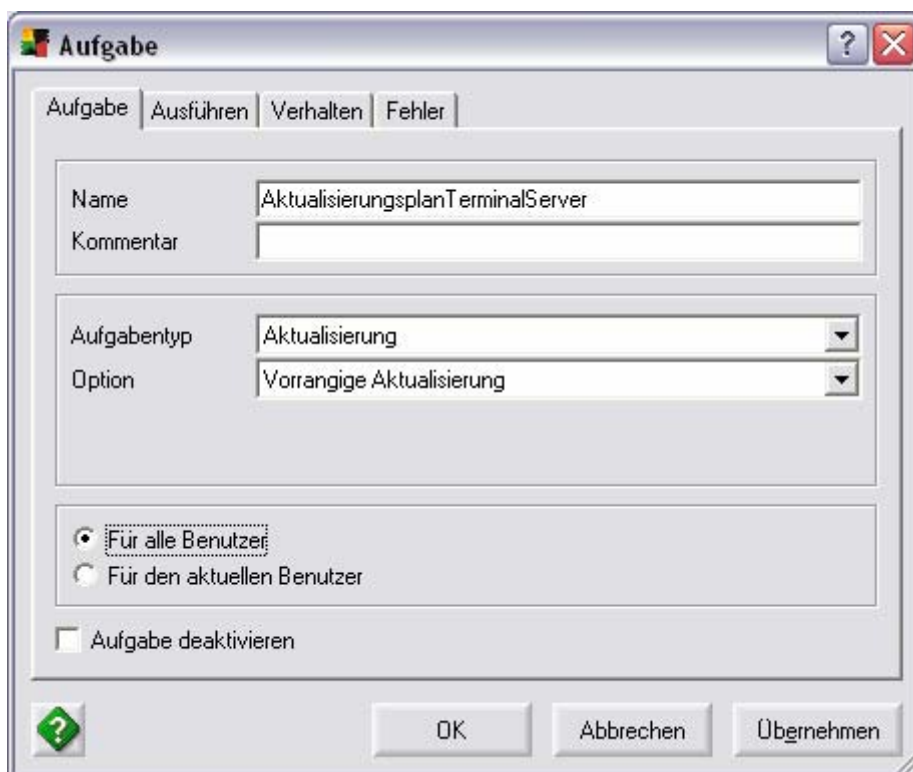 Aufgabe
Aufgabe Ausführen Verhalten Fehler
Name AktualisierungsplanTerminalServer
Kommentar
Aufgabentyp Aktualisierung
Option Vorrangige Aktualisierung
Für alle Benutzer
Für den aktuellen Benutzer
Aufgabe deaktivieren
? OK Abbrechen Übernehmen